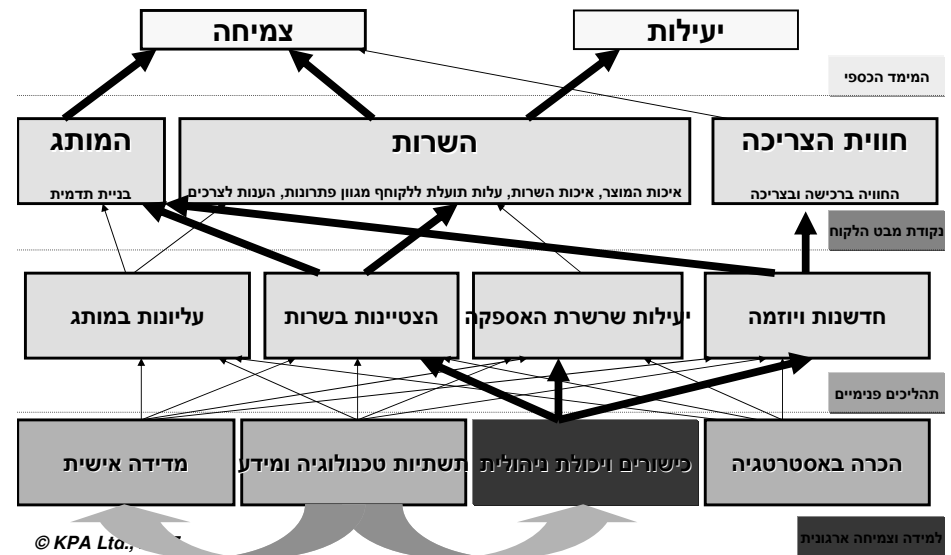 צמיחה
יעילות
המימד הכספי
חווית הצריכה
החוויה ברכישה ובצריכה
השרות
איכות המוצר, איכות השרות, עלות תועלת ללקוחף מגוון פתרונות, הענות לצרכים
המותג
בניית תדמית
נקודת מבט הלקוח
חדשנות ויוזמה
יעילות שרשרת האספקה
הצטיינות בשרות
עליונות במותג
תהליכים פנימיים
הכרה באסטרטגיה
כישורים ויכולת ניהולית
תשתיות טכנולוגיה ומידע
מדידה אישית
למידה וצמיחה ארגונית
© KPA Ltd.,